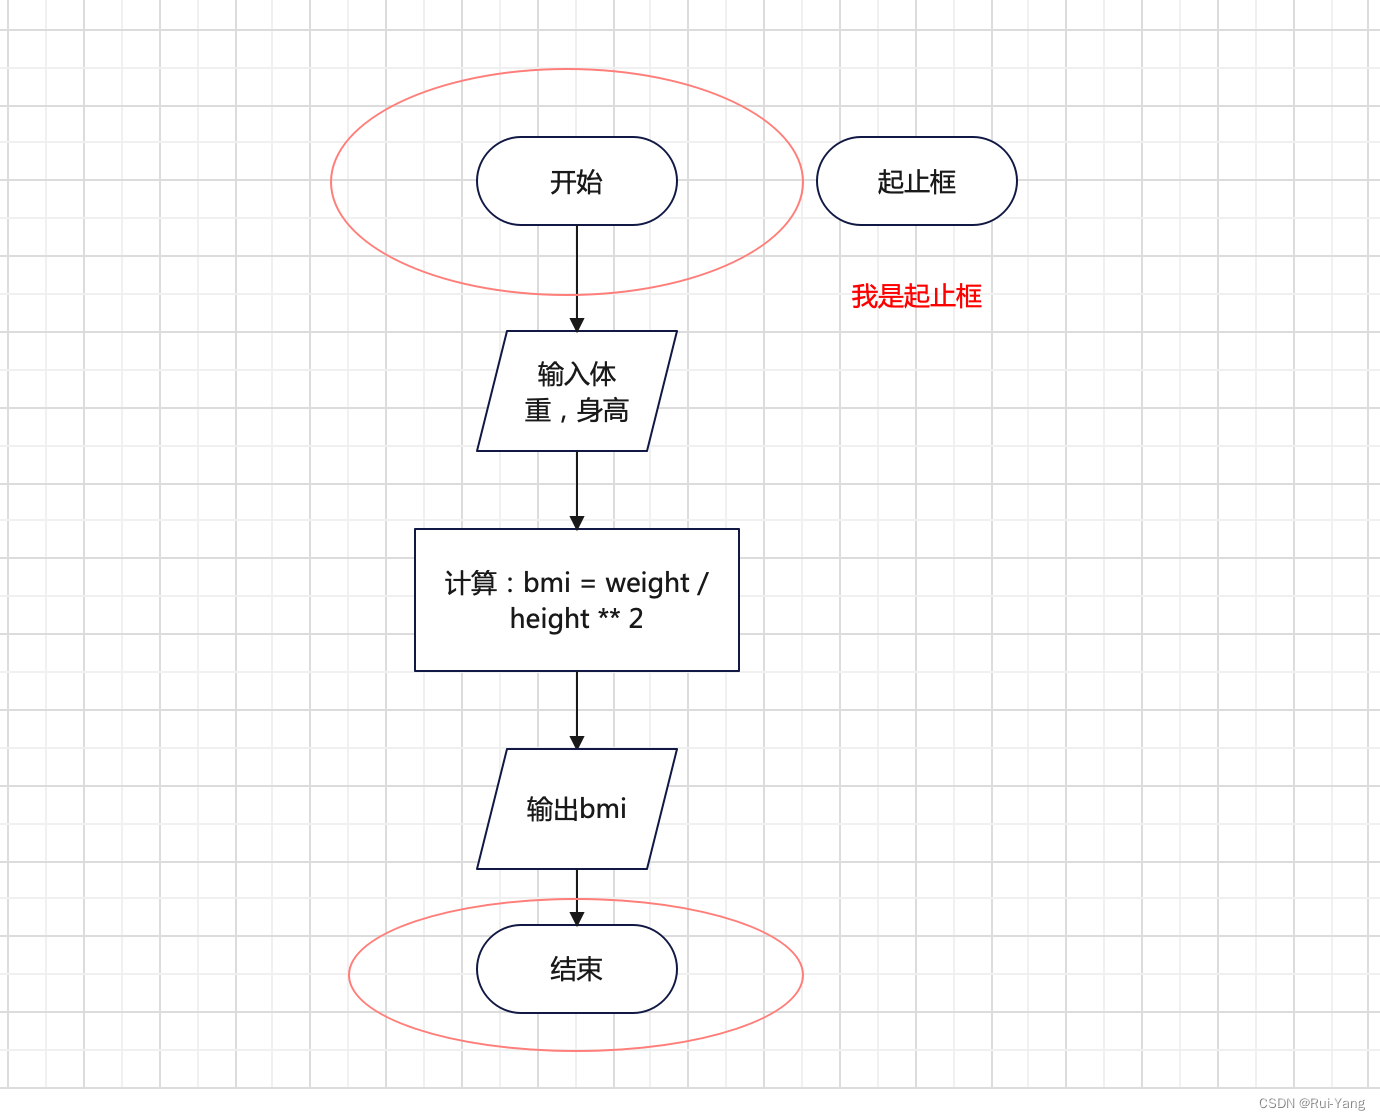 开始
起止框
我是起止框
输入体
重，身高
计算：bmi = weight /
height ** 2
输出bmi
结束
CSDN @Rui-Yang